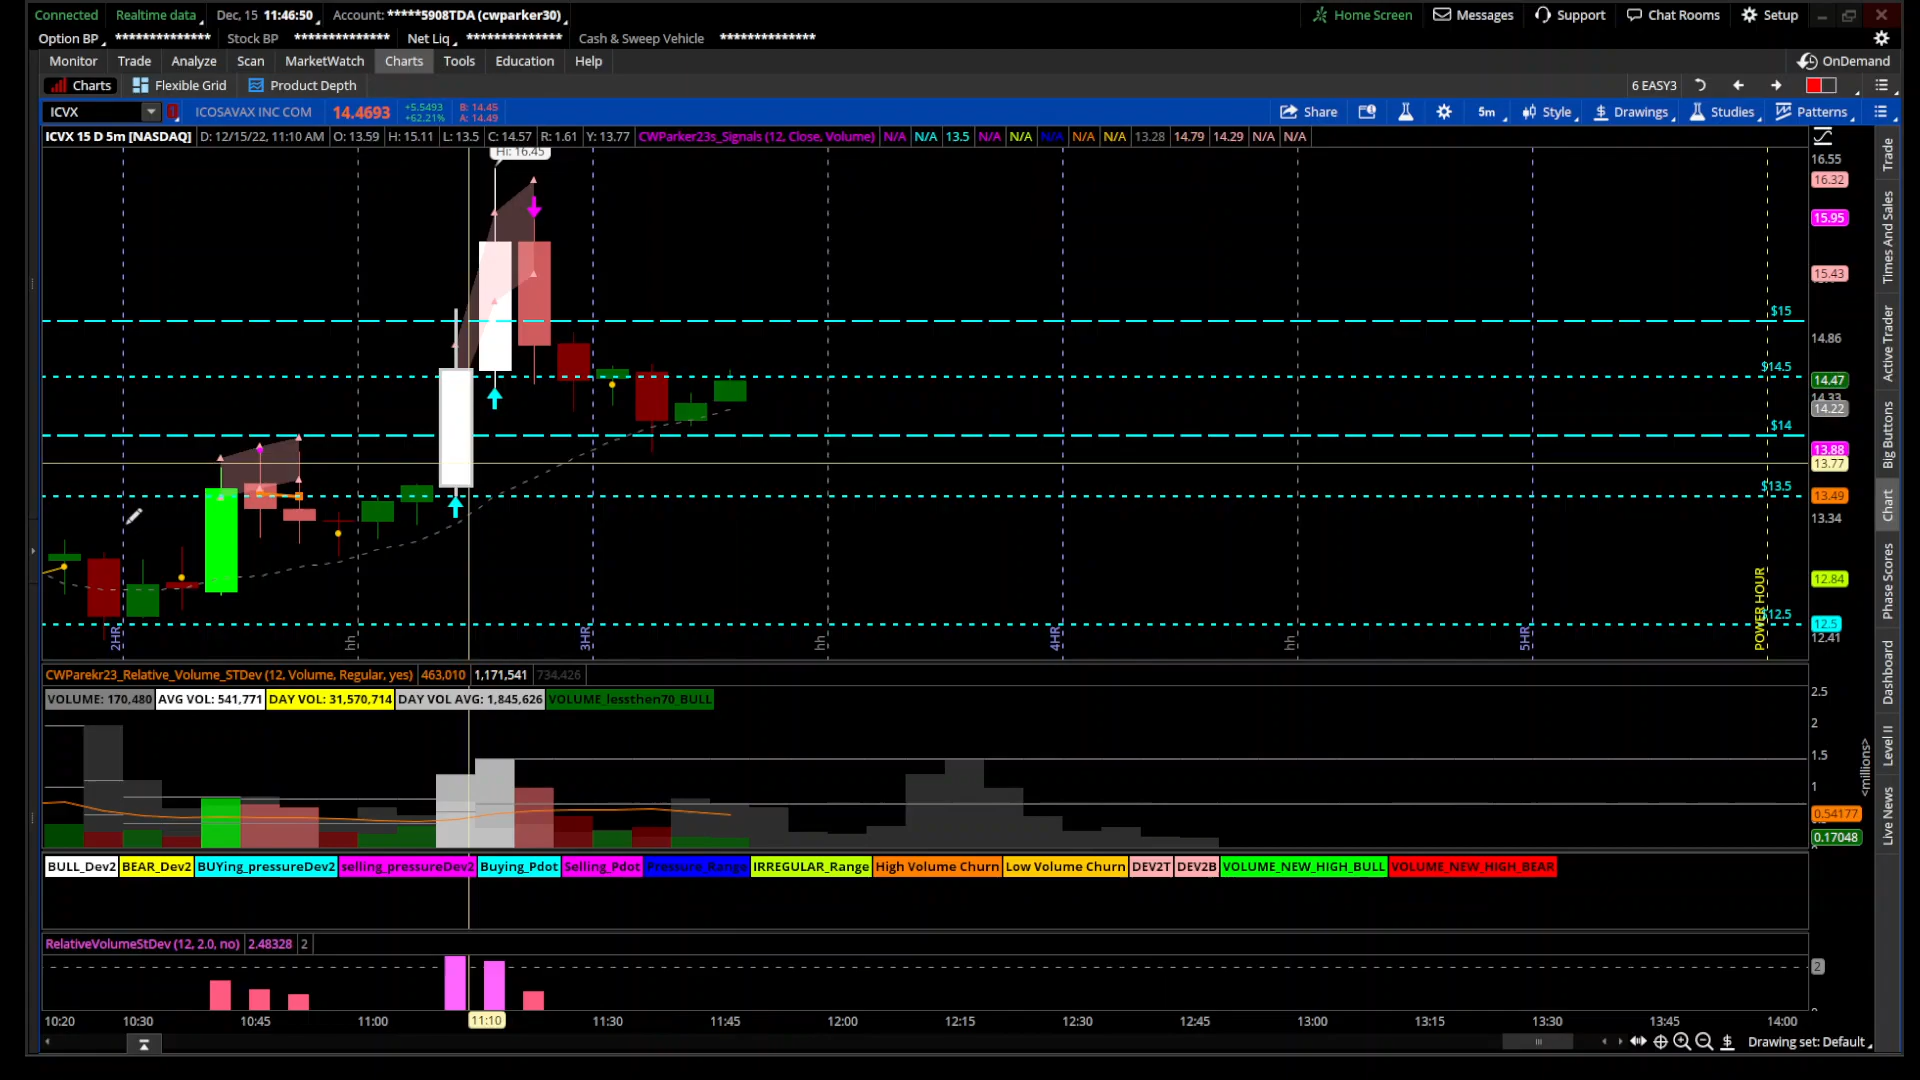 Connected Realtime data Dec, 15 11:46:50 Account: *****5908TDA (cwparker30) Home Screen Messages Support Chat Rooms Setup
Option BP ************** Stock BP ************** Net Liq ************** Cash & Sweep Vehicle **************
Monitor Trade Analyze Scan MarketWatch Charts Tools Education Help OnDemand
Charts Flexible Grid Product Depth 6 EASY3
ICVX ICOSAVAX INC COM 14.4693 +5.5493 +62.21% B: 14.45 A: 14.49 Share 5m Style Drawings Studies Patterns
ICVX 15 D 5m [NASDAQ] D: 12/15/22, 11:10 AM O: 13.59 H: 15.11 L: 13.5 C: 14.57 R: 1.61 Y: 13.77 CWParker23s_Signals (12, Close, Volume) N/A N/A 13.5 N/A N/A N/A N/A N/A 13.28 14.79 14.29 N/A N/A
Hi: 16.45
16.55
16.32
15.95
15.43
$15
14.86
$14.5
14.47
14.33
14.22
$14
13.88
13.77
$13.5
13.49
13.34
12.84
$12.5
12.5
12.41
2HR hh 3HR hh 4HR hh 5HR POWER HOUR
CWParekr23_Relative_Volume_STDev (12, Volume, Regular, yes) 463,010 1,171,541 734,426
VOLUME: 170,480 AVG VOL: 541,771 DAY VOL: 31,570,714 DAY VOL AVG: 1,845,626 VOLUME_lessthen70_BULL
2.5
2
1.5
1
0.54177
0.17048
<millions>
BULL_Dev2 BEAR_Dev2 BUYing_pressureDev2 selling_pressureDev2 Buying_Pdot Selling_Pdot Pressure_Range IRREGULAR_Range High Volume Churn Low Volume Churn DEV2T DEV2B VOLUME_NEW_HIGH_BULL VOLUME_NEW_HIGH_BEAR
RelativeVolumeStDev (12, 2.0, no) 2.48328 2
2
10:20 10:30 10:45 11:00 11:10 11:30 11:45 12:00 12:15 12:30 12:45 13:00 13:15 13:30 13:45 14:00
Drawing set: Default
Trade
Times And Sales
Active Trader
Big Buttons
Chart
Phase Scores
Dashboard
Level II
Live News